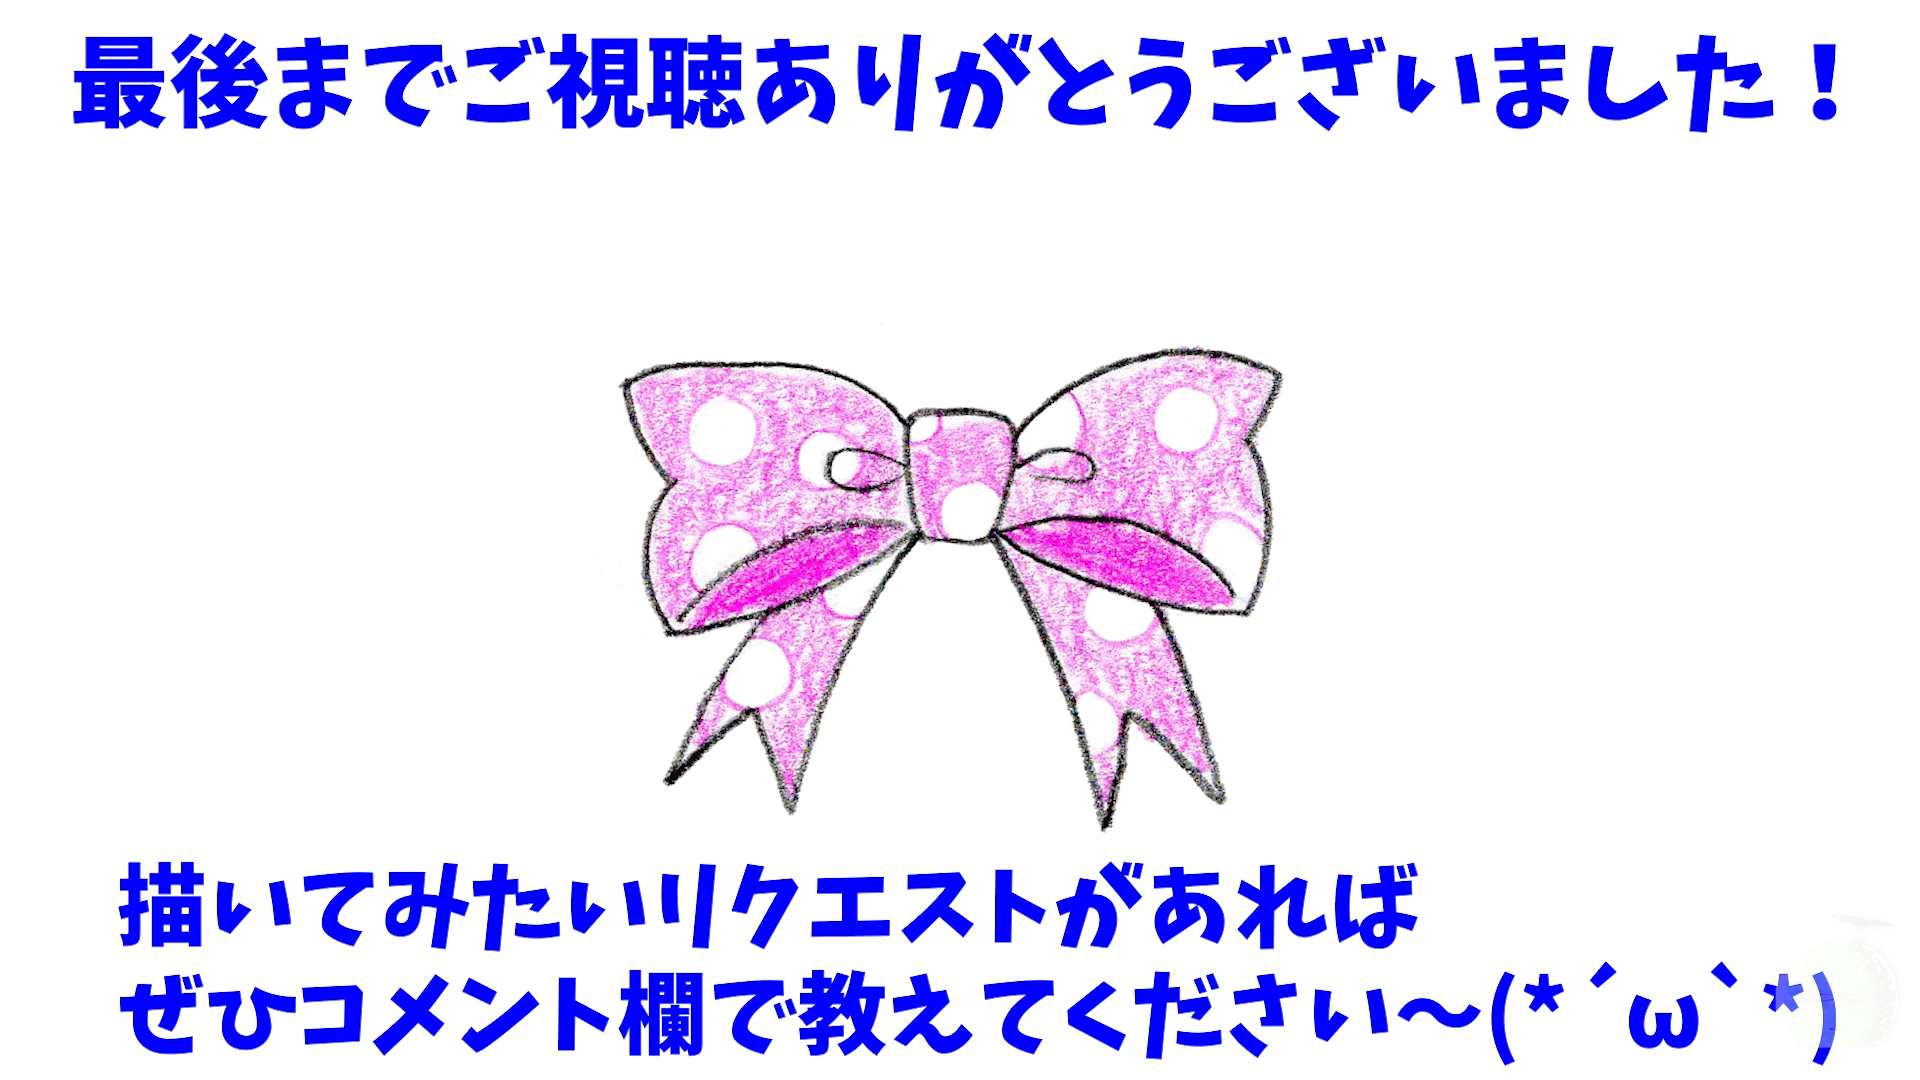 最後までご視聴ありがとうございました！
描いてみたいリクエストがあれば
ぜひコメント欄で教えてください～(*´ω`*)